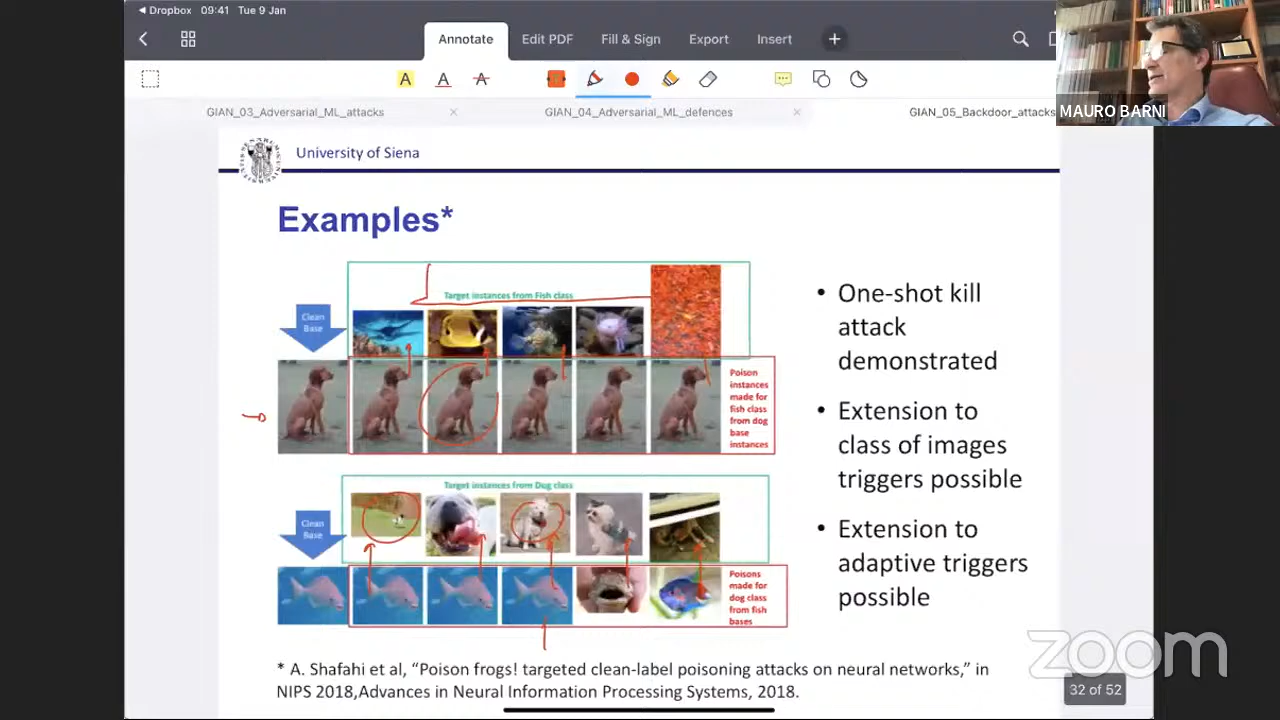 Dropbox 09:41 Tue 9 Jan
Annotate Edit PDF Fill & Sign Export Insert
A A A
GIAN_03_Adversarial_ML_attacks GIAN_04_Adversarial_ML_defences GIAN_05_Backdoor_attacks
MAURO BARNI
University of Siena
Examples*
Target instances from Fish class
Clean
Base
Poison
instances
made for
fish class
from dog
base
instances
Target instances from Dog class
Clean
Base
Poisons
made for
dog class
from fish
bases
• One-shot kill
attack
demonstrated
• Extension to
class of images
triggers possible
• Extension to
adaptive triggers
possible
* A. Shafahi et al, “Poison frogs! targeted clean-label poisoning attacks on neural networks,” in
NIPS 2018,Advances in Neural Information Processing Systems, 2018.
zoom
32 of 52